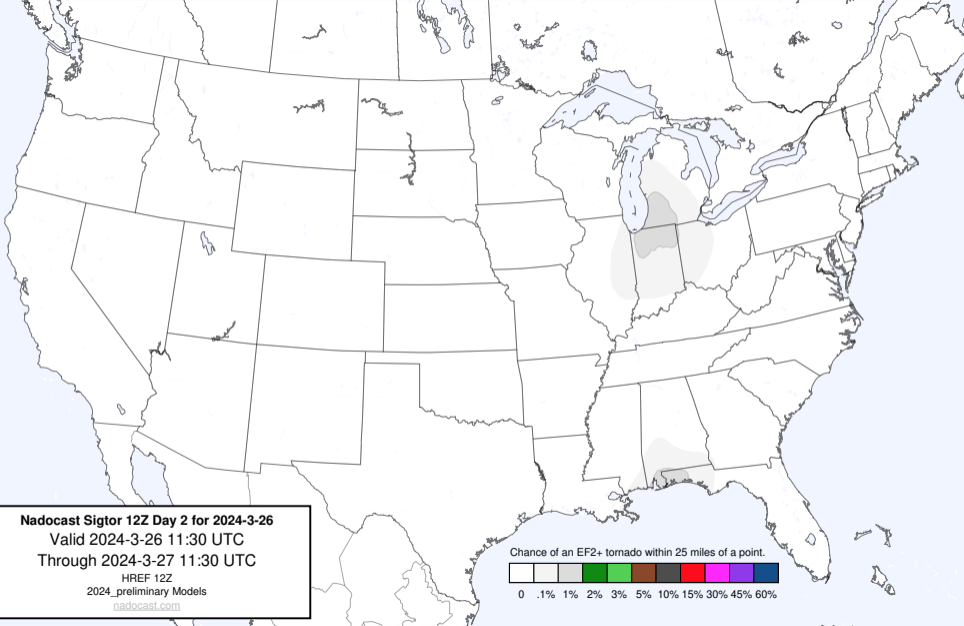 Nadocast Sigtor 12Z Day 2 for 2024-3-26
Valid 2024-3-26 11:30 UTC
Through 2024-3-27 11:30 UTC
HREF 12Z
2024_preliminary Models
nadocast.com
Chance of an EF2+ tornado within 25 miles of a point.
0 .1% 1% 2% 3% 5% 10% 15% 30% 45% 60%